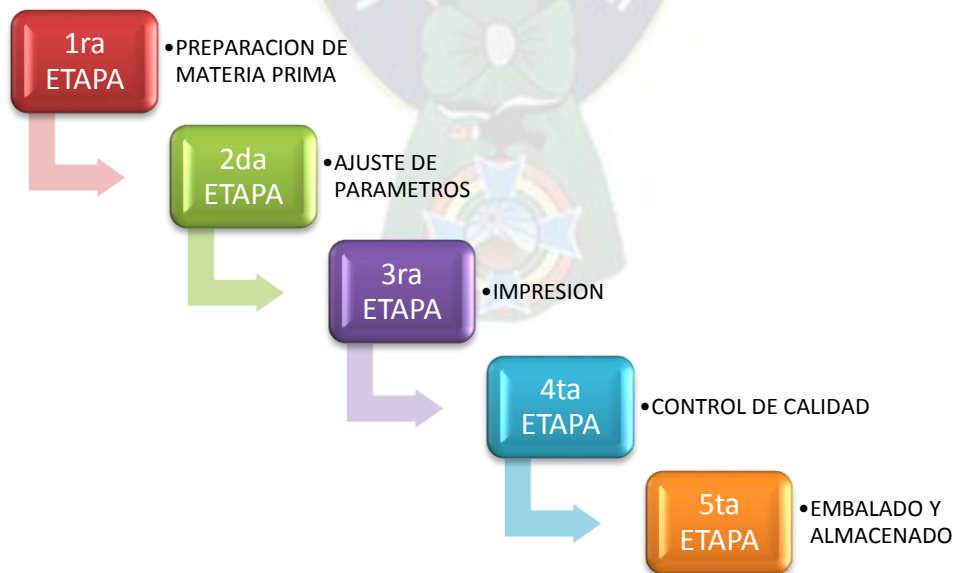 1ra
ETAPA
•PREPARACION DE
MATERIA PRIMA
2da
ETAPA
•AJUSTE DE
PARAMETROS
3ra
ETAPA
•IMPRESION
4ta
ETAPA
•CONTROL DE CALIDAD
5ta
ETAPA
•EMBALADO Y
ALMACENADO